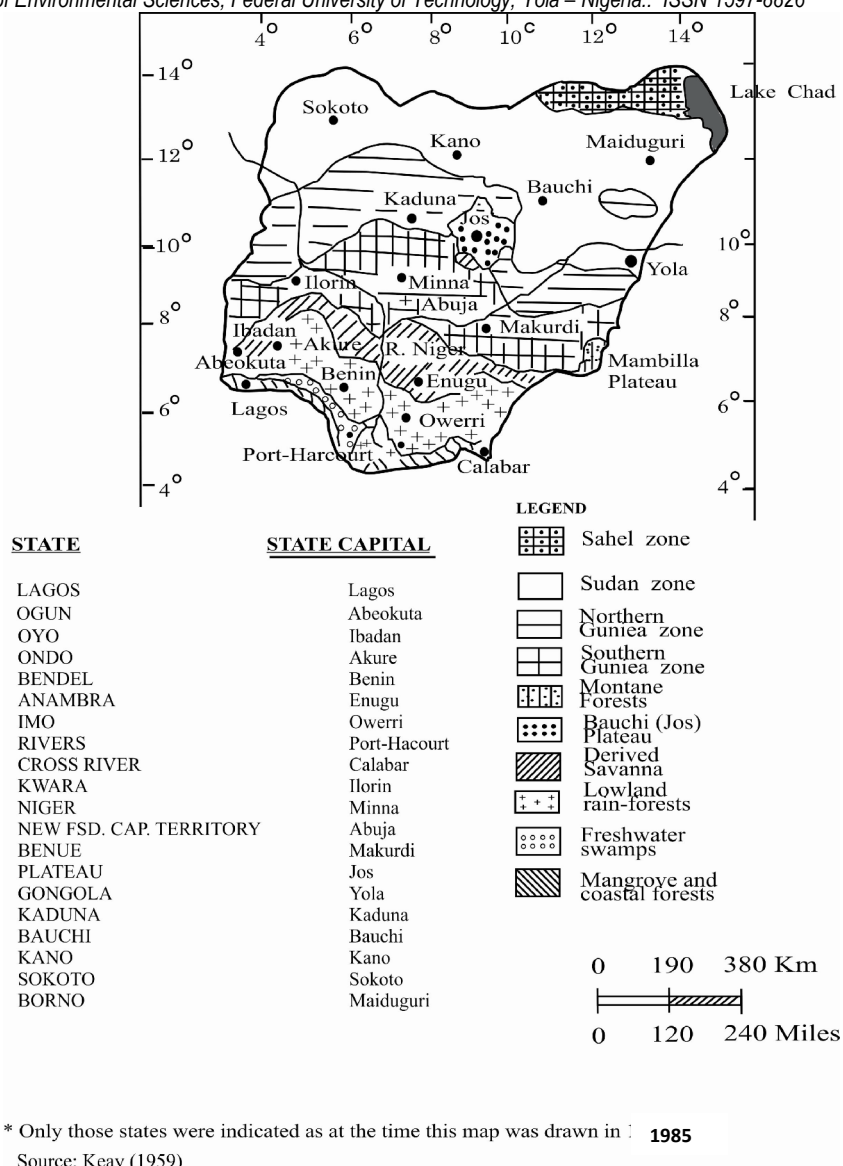 of Environmental Sciences, Federal University of Technology, Yola – Nigeria.. ISSN 1597-8826
4° 6° 8° 10° 12° 14°
14°
Lake Chad
Sokoto
12°
Kano
Maiduguri
Bauchi
Kaduna
Jos
10° 10°
Yola
Ilorin
Minna
Abuja
8° 8°
Makurdi
Ibadan
Akure
R. Niger
Abeokuta
Mambilla
Plateau
Benin
Enugu
Lagos
6° 6°
Owerri
Port-Harcourt
Calabar
4° 4°
LEGEND
Sahel zone
Sudan zone
Northern
Guniea zone
Southern
Guniea zone
Montane
Forests
Bauchi (Jos)
Plateau
Derived
Savanna
Lowland
rain-forests
Freshwater
swamps
Mangrove and
coastal forests
STATE STATE CAPITAL
LAGOS Lagos
OGUN Abeokuta
OYO Ibadan
ONDO Akure
BENDEL Benin
ANAMBRA Enugu
IMO Owerri
RIVERS Port-Hacourt
CROSS RIVER Calabar
KWARA Ilorin
NIGER Minna
NEW FSD. CAP. TERRITORY Abuja
BENUE Makurdi
PLATEAU Jos
GONGOLA Yola
KADUNA Kaduna
BAUCHI Bauchi
KANO Kano
SOKOTO Sokoto
BORNO Maiduguri
0 190 380 Km
0 120 240 Miles
* Only those states were indicated as at the time this map was drawn in 1985
Source: Keay (1959)